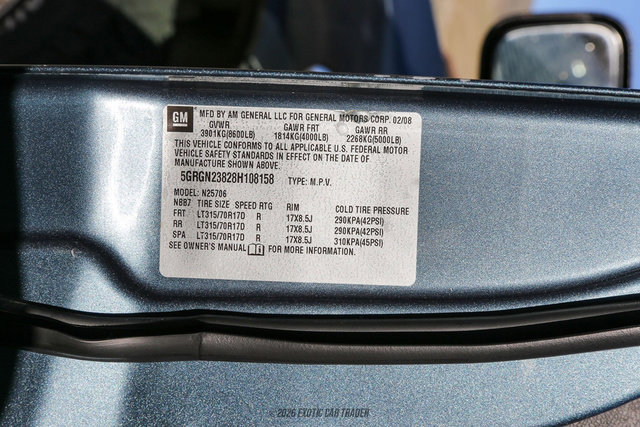 GM
MFD BY AM GENERAL LLC FOR GENERAL MOTORS CORP. 02/08
GVWR GAWR FRT GAWR RR
3901KG(8600LB) 1814KG(4000LB) 2268KG(5000LB)
THIS VEHICLE CONFORMS TO ALL APPLICABLE U.S. FEDERAL MOTOR
VEHICLE SAFETY STANDARDS IN EFFECT ON THE DATE OF
MANUFACTURE SHOWN ABOVE.
5GRGN23828H108158 TYPE: M.P.V.
MODEL: N25706
NBB7 TIRE SIZE SPEED RTG RIM COLD TIRE PRESSURE
FRT LT315/70R17D R 17X8.5J 290KPA(42PSI)
RR LT315/70R17D R 17X8.5J 290KPA(42PSI)
SPA LT315/70R17D R 17X8.5J 310KPA(45PSI)
SEE OWNER'S MANUAL FOR MORE INFORMATION.
© 2026 EXOTIC CAR TRADER